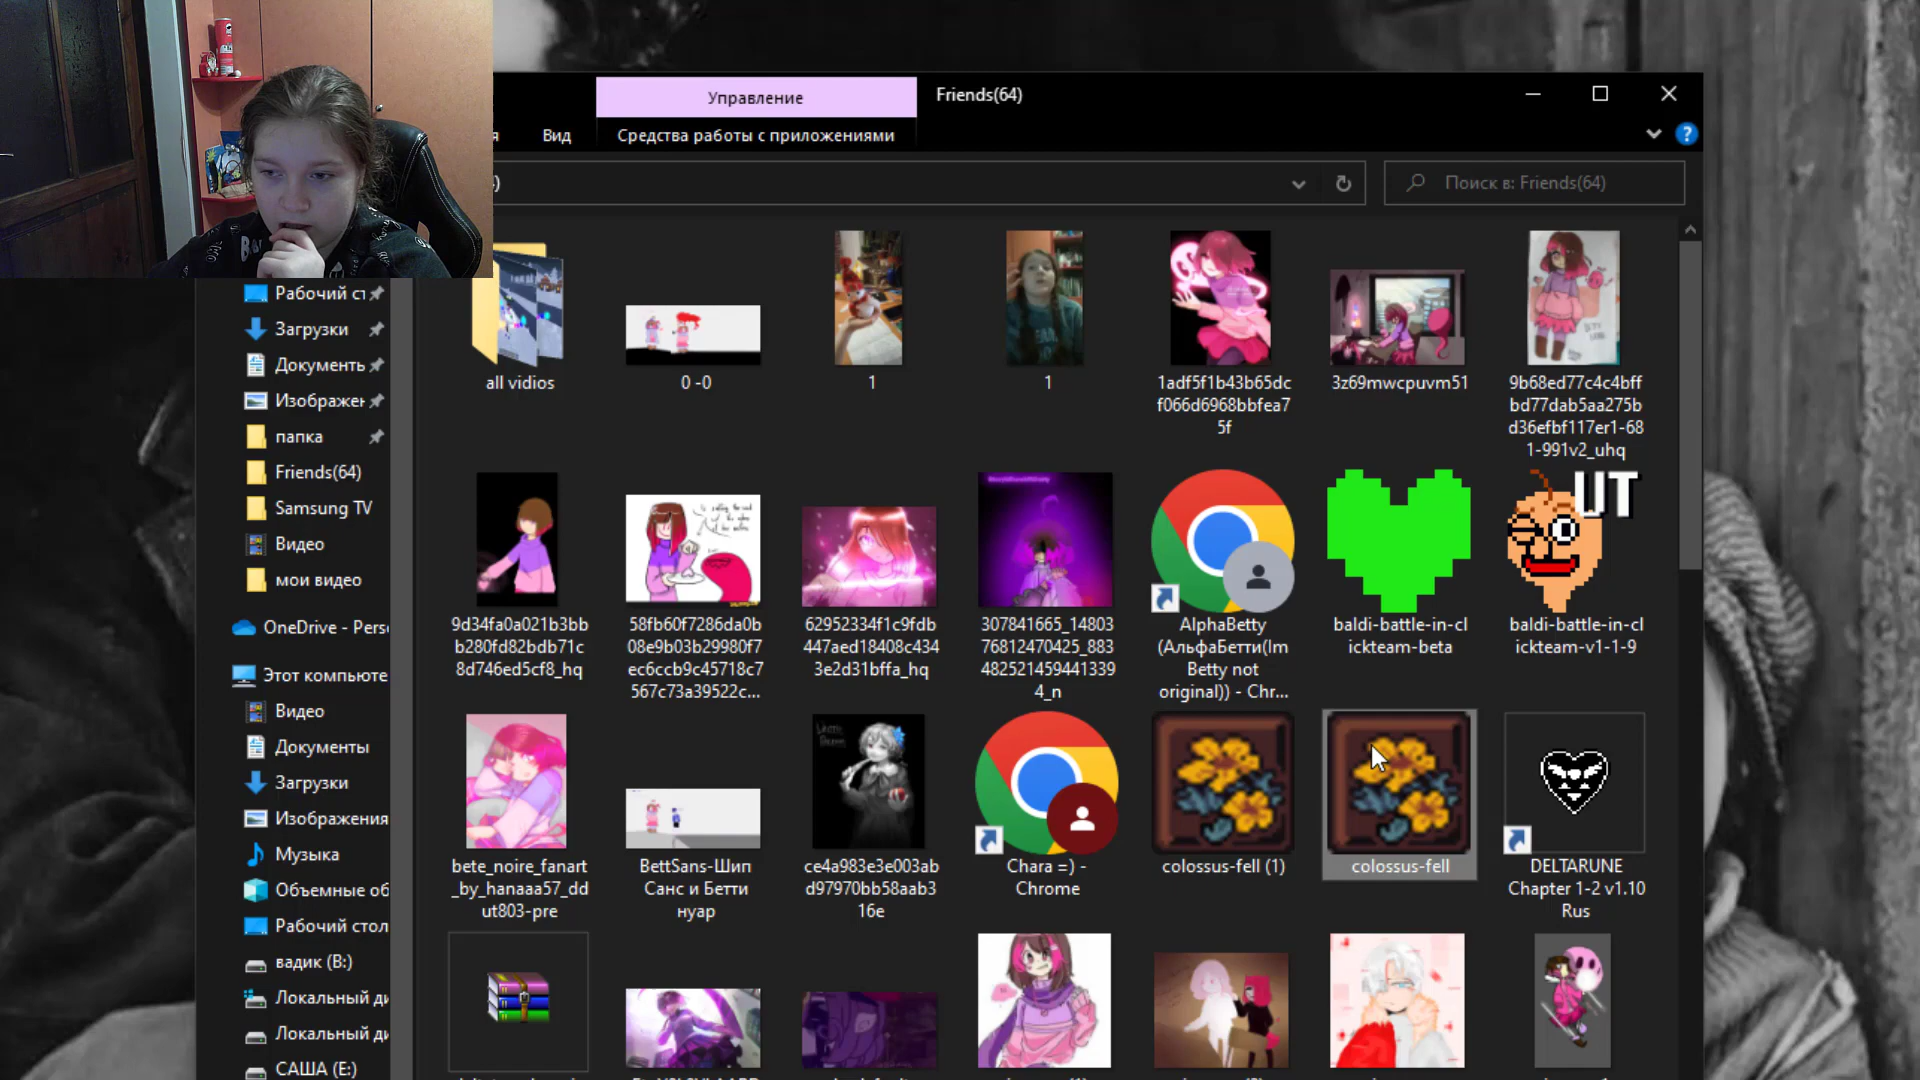 Управление
Friends(64)
Вид
Средства работы с приложениями
Поиск в: Friends(64)
Рабочий ст
Загрузки
Документь
Изображен
папка
Friends(64)
Samsung TV
Видео
мои видео
OneDrive - Perso
Этот компьюте
Видео
Документы
Загрузки
Изображения
Музыка
Объемные об
Рабочий стол
вадик (B:)
Локальный ди
Локальный ди
САША (E:)
all vidios
0 -0
1
1
1adf5f1b43b65dc
f066d6968bbfea7
5f
3z69mwcpuvm51
9b68ed77c4c4bff
bd77dab5aa275b
d36efbf117er1-68
1-991v2_uhq
UT
9d34fa0a021b3bb
b280fd82bdb71c
8d746ed5cf8_hq
58fb60f7286da0b
08e9b03b29980f7
ec6ccb9c45718c7
567c73a39522c...
62952334f1c9fdb
447aed18408c434
3e2d31bffa_hq
307841665_14803
76812470425_883
482521459441339
4_n
AlphaBetty
(АльфаБетти(Im
Betty not
original)) - Chr...
baldi-battle-in-cl
ickteam-beta
baldi-battle-in-cl
ickteam-v1-1-9
bete_noire_fanart
_by_hanaaa57_dd
ut803-pre
BettSans-Шип
Санс и Бетти
нуар
ce4a983e3e003ab
d97970bb58aab3
16e
Chara =) -
Chrome
colossus-fell (1)
colossus-fell
DELTARUNE
Chapter 1-2 v1.10
Rus